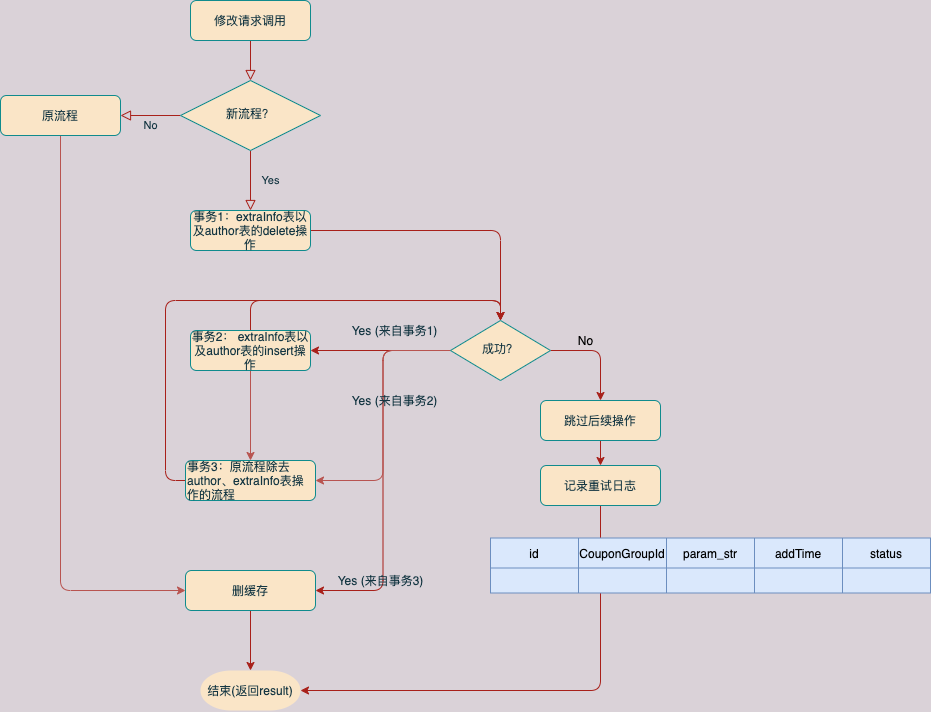 修改请求调用
新流程?
原流程
No
Yes
事务1：extraInfo表以
及author表的delete操
作
事务2： extraInfo表以
及author表的insert操
作
Yes (来自事务1)
成功?
No
Yes (来自事务2)
跳过后续操作
事务3：原流程除去
author、extraInfo表操
作的流程
记录重试日志
id
CouponGroupId
param_str
addTime
status
Yes (来自事务3)
删缓存
结束(返回result)